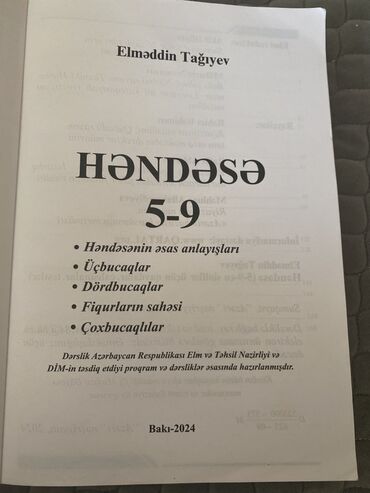 Elməddin Tağıyev
HƏNDƏSƏ
5-9
• Həndəsənin əsas anlayışları
• Üçbucaqlar
• Dördbucaqlar
• Fiqurların sahəsi
• Çoxbucaqlılar
Dərslik Azərbaycan Respublikası Elm və Təhsil Nazirliyi və
DİM-in təsdiq etdiyi proqram və dərsliklər əsasında hazırlanmışdır.
Bakı-2024